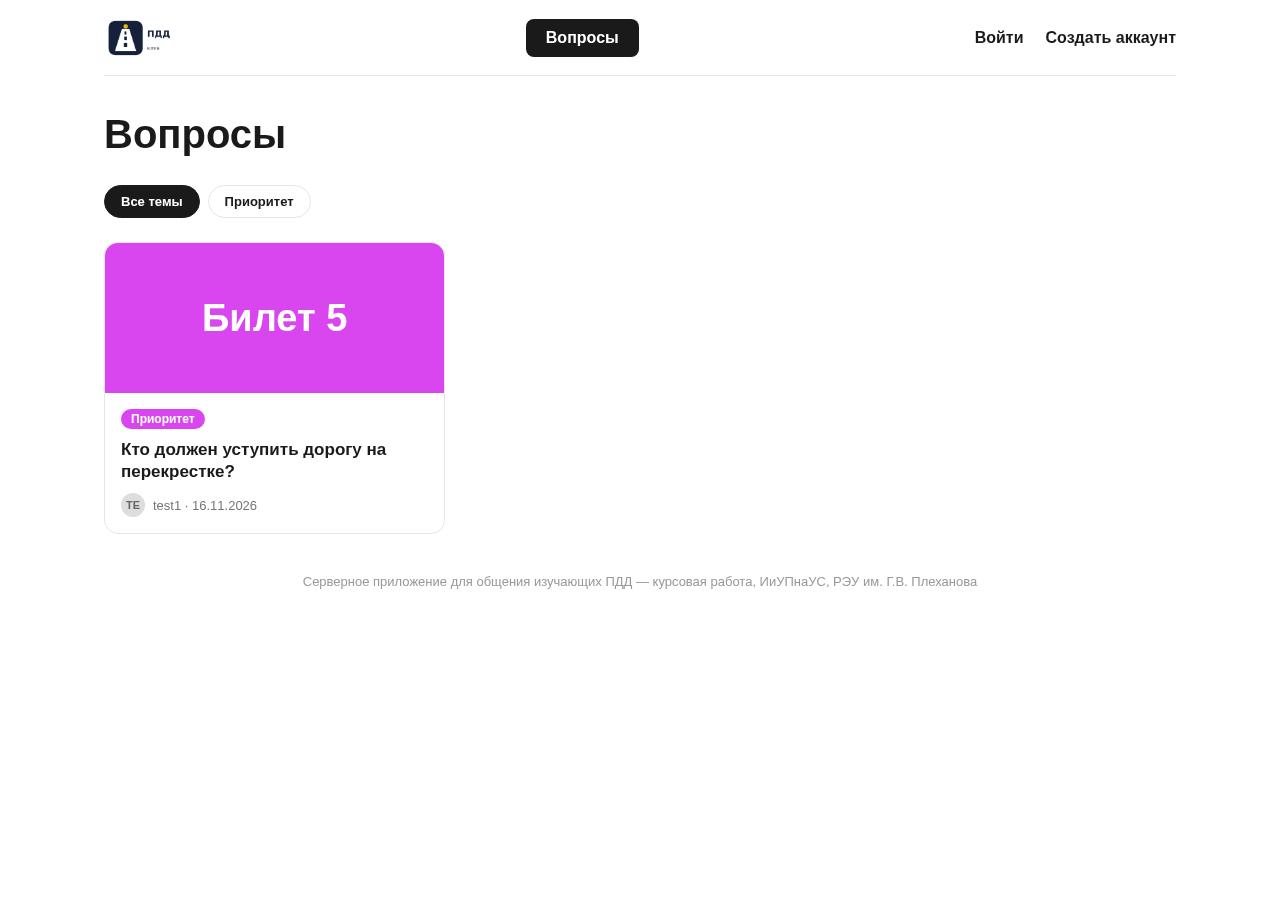 ПДД
Вопросы
Войти
Создать аккаунт
Вопросы
Все темы
Приоритет
Билет 5
Приоритет
Кто должен уступить дорогу на
перекрестке?
TE
test1 · 16.11.2026
Серверное приложение для общения изучающих ПДД — курсовая работа, ИиУПнаУС, РЭУ им. Г.В. Плеханова